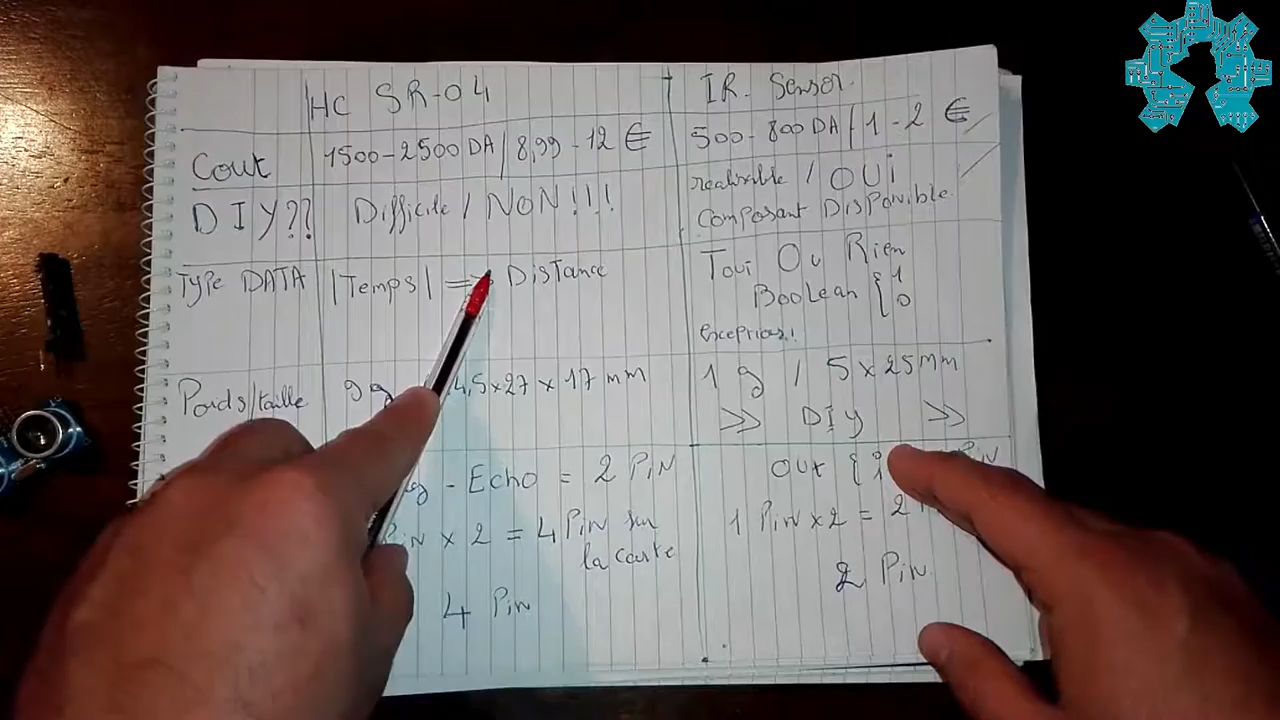 HC SR-04
IR. Sensor.
Cout
1500-2500 DA / 8,99 - 12 €
500-800 DA / 1 - 2 €
DIY??
Difficile / NON!!!
realisable / OUi
Composant Disponible
Type DATA
|Temps| => Distance
Tout Ou Rien
Boolean { 1
0
Poids/taille
9g 4,5x27 x 17 mm
1 g / 5 x 25 mm
>> DIY >>
- Echo = 2 PiN
Out {
PiN
x 2 = 4 Pin sur
la carte
1 Pin x 2 = 2
4 Pin
2 Pin.